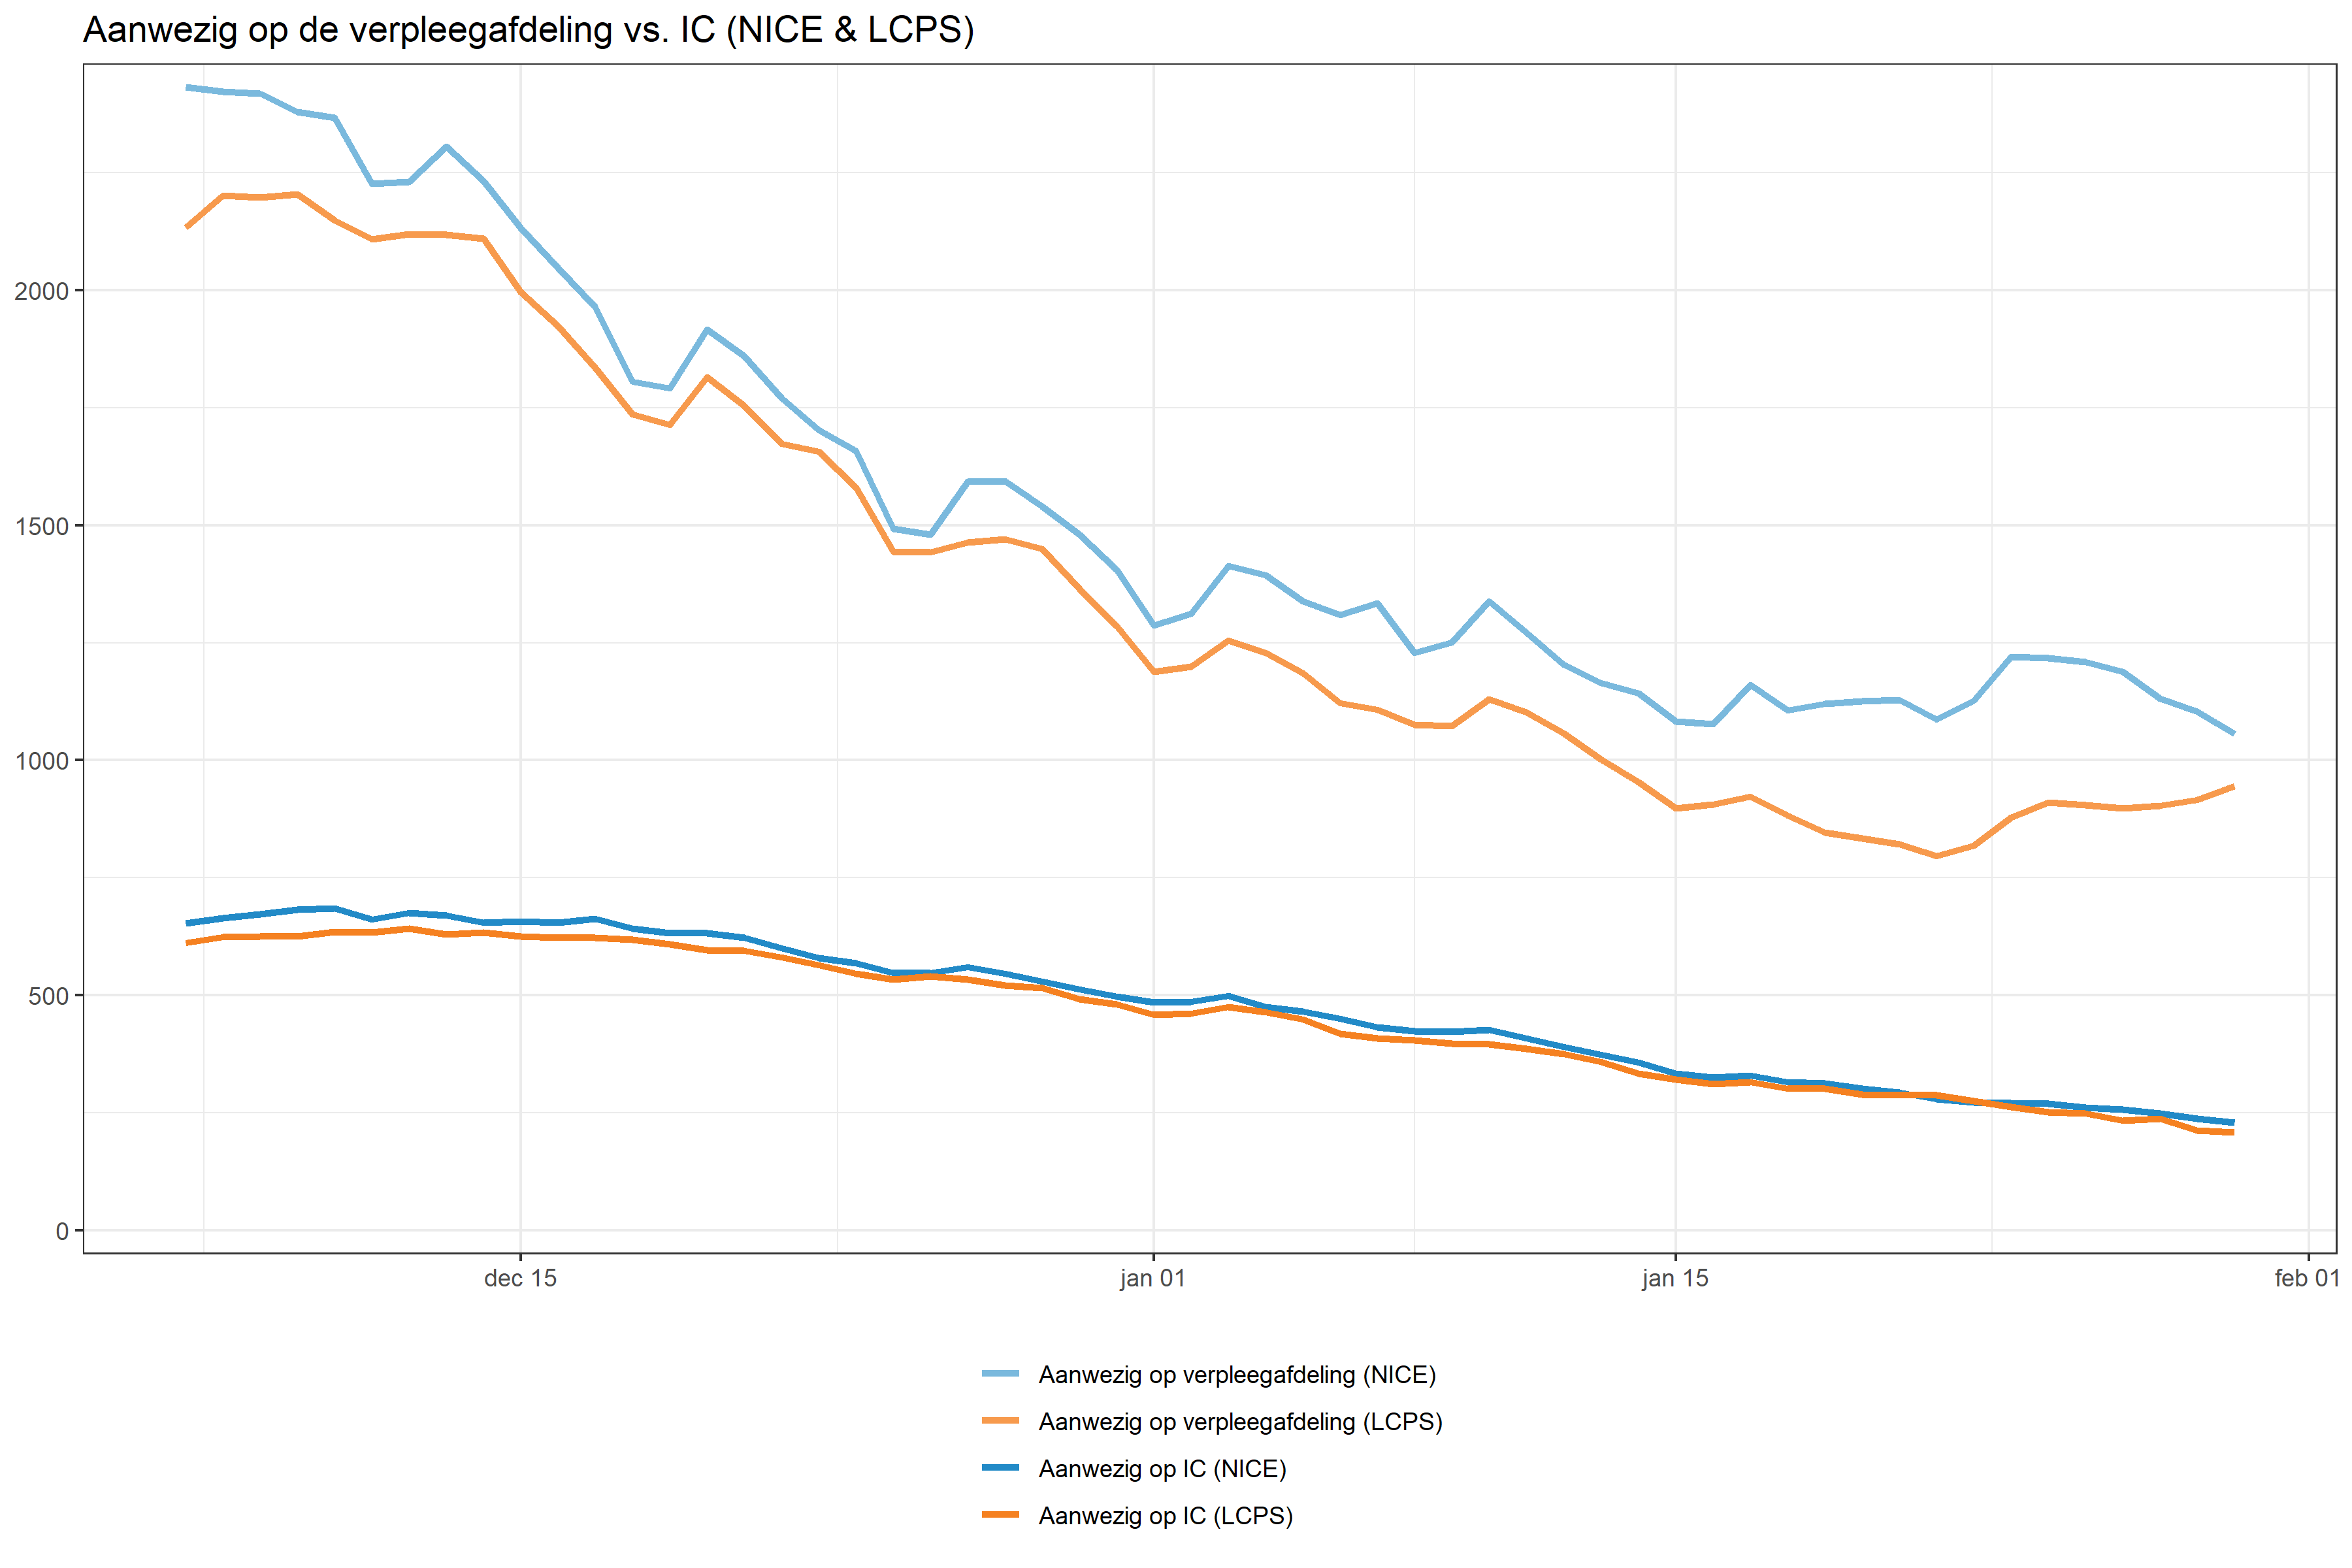 Aanwezig op de verpleegafdeling vs. IC (NICE & LCPS)
2000
1500
1000
500
0
dec 15
jan 01
jan 15
feb 01
Aanwezig op verpleegafdeling (NICE)
Aanwezig op verpleegafdeling (LCPS)
Aanwezig op IC (NICE)
Aanwezig op IC (LCPS)